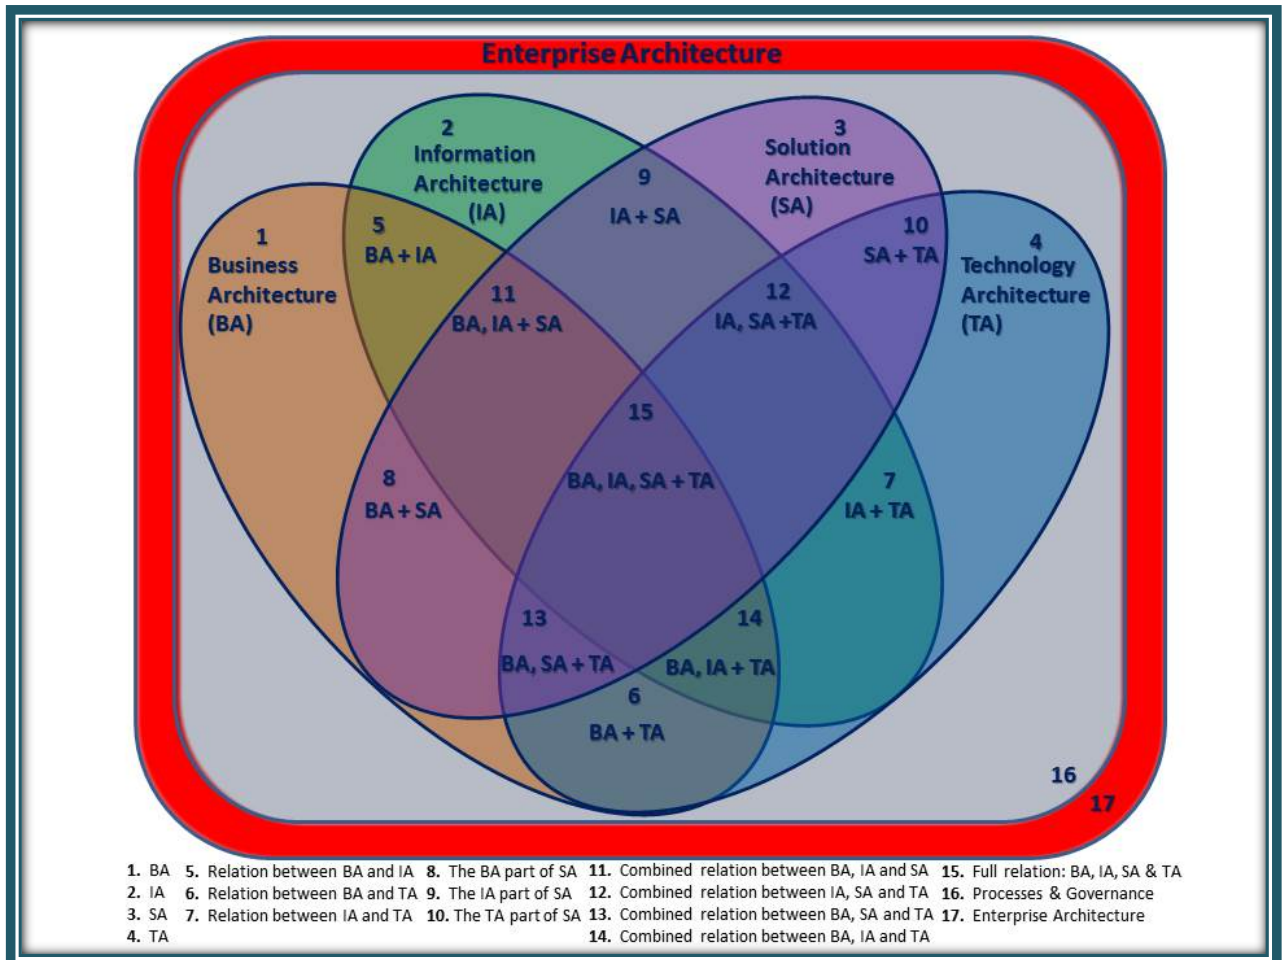 Enterprise Architecture
2
Information
Architecture
(IA)
3
Solution
Architecture
(SA)
9
IA + SA
1
Business
Architecture
(BA)
5
BA + IA
10
SA + TA
4
Technology
Architecture
(TA)
11
BA, IA + SA
12
IA, SA +TA
15
BA, IA, SA + TA
8
BA + SA
7
IA + TA
13
BA, SA + TA
14
BA, IA + TA
6
BA + TA
16
17
1. BA
2. IA
3. SA
4. TA
5. Relation between BA and IA
6. Relation between BA and TA
7. Relation between IA and TA
8. The BA part of SA
9. The IA part of SA
10. The TA part of SA
11. Combined relation between BA, IA and SA
12. Combined relation between IA, SA and TA
13. Combined relation between BA, SA and TA
14. Combined relation between BA, IA and TA
15. Full relation: BA, IA, SA & TA
16. Processes & Governance
17. Enterprise Architecture